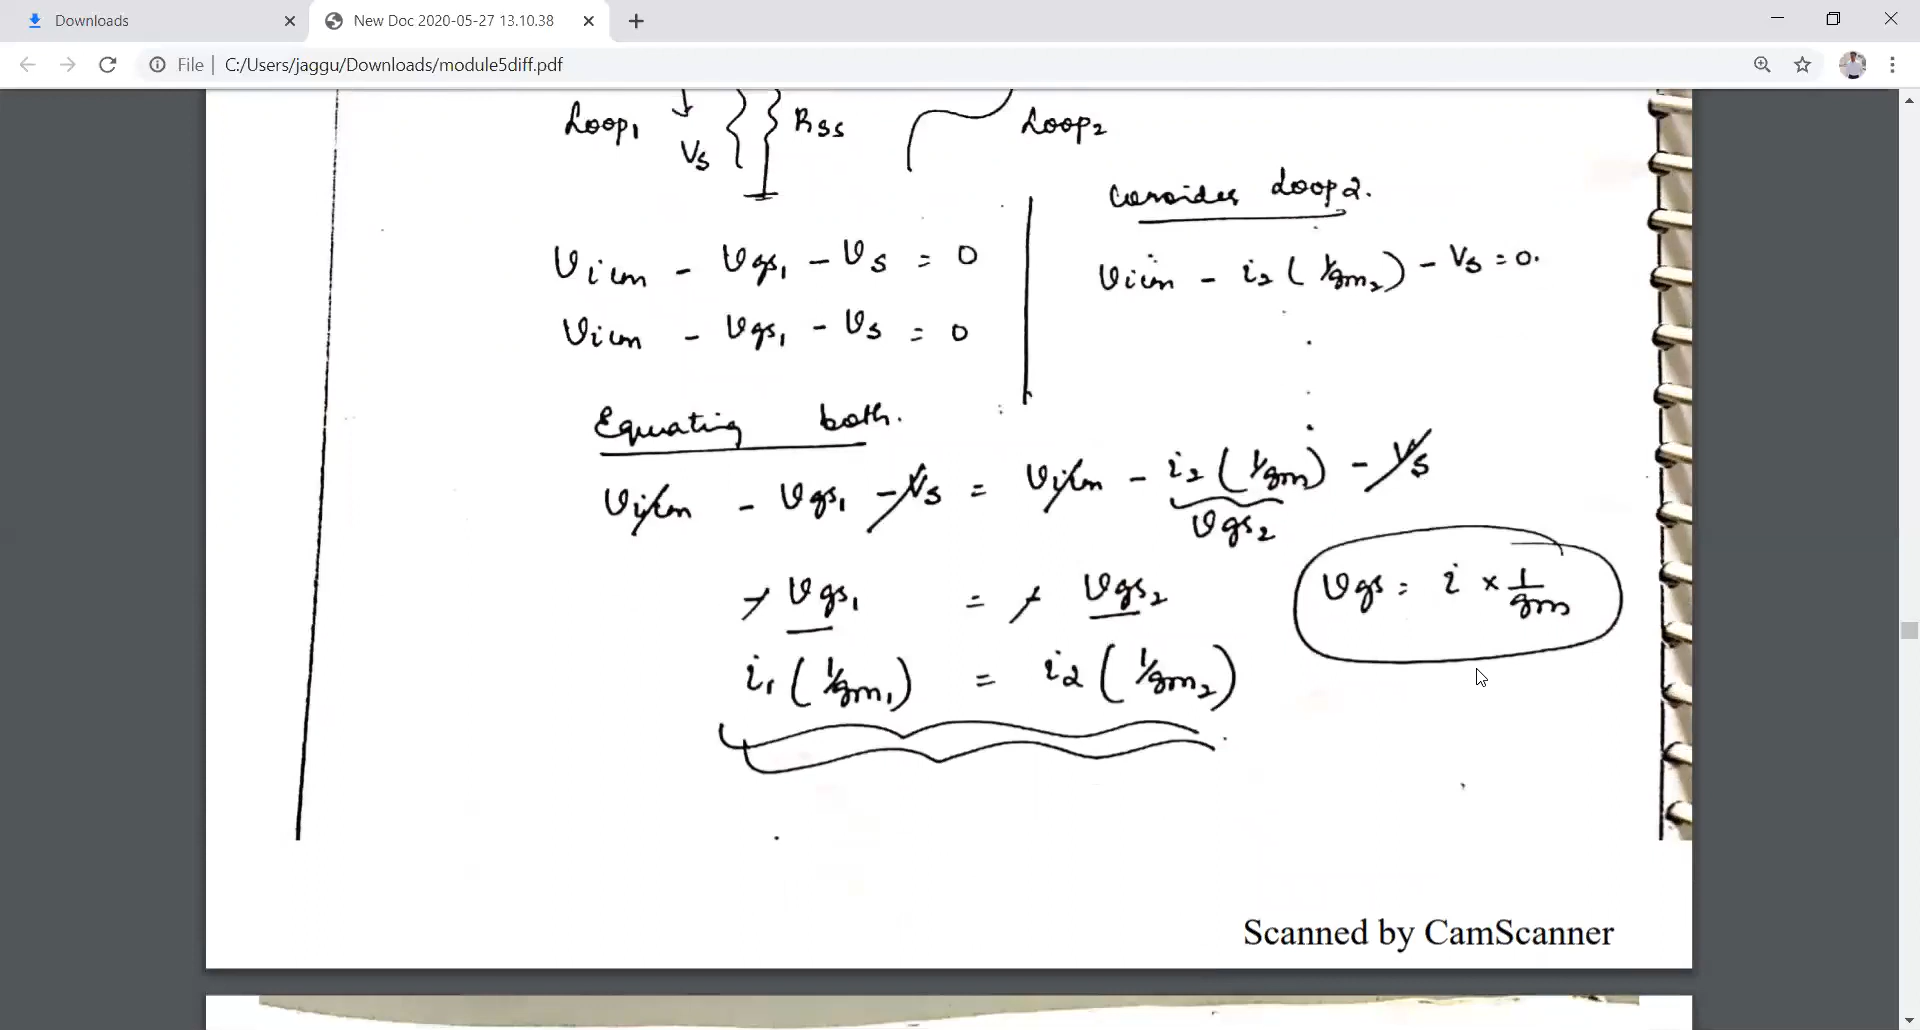 Downloads
New Doc 2020-05-27 13.10.38
File | C:/Users/jaggu/Downloads/module5diff.pdf
Loop1
Vs
Rss
Loop2
Consider Loop 2.
Vicm - Vgs1 - Vs = 0
Vicm - i2 (1/gm2) - Vs = 0.
Vicm - Vgs1 - Vs = 0
Equating both.
Vicm - Vgs1 - Vs = Vicm - i2 (1/gm) - Vs
Vgs2
- Vgs1 = - Vgs2
Vgs = i × 1/gm
i1 (1/gm1) = i2 (1/gm2)
Scanned by CamScanner